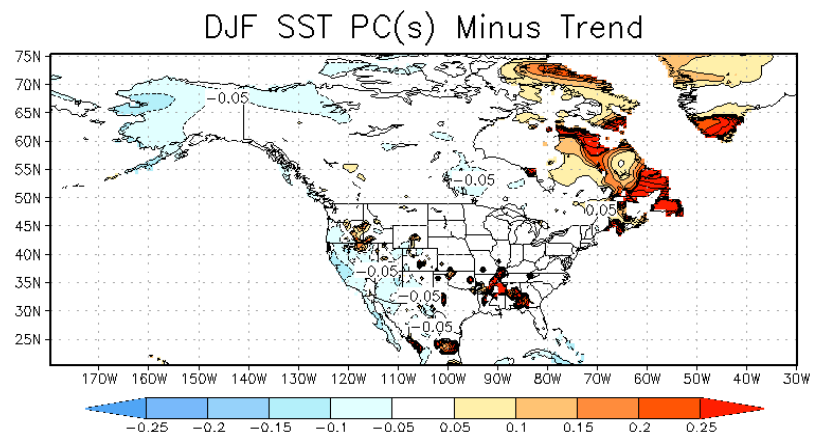 DJF SST PC(s) Minus Trend
75N
70N
65N
60N
55N
50N
45N
40N
35N
30N
25N
-0.05
-0.05
0.05
-0.05
-0.05
-0.05
170W 160W 150W 140W 130W 120W 110W 100W 90W 80W 70W 60W 50W 40W 30W
-0.25 -0.2 -0.15 -0.1 -0.05 0.05 0.1 0.15 0.2 0.25